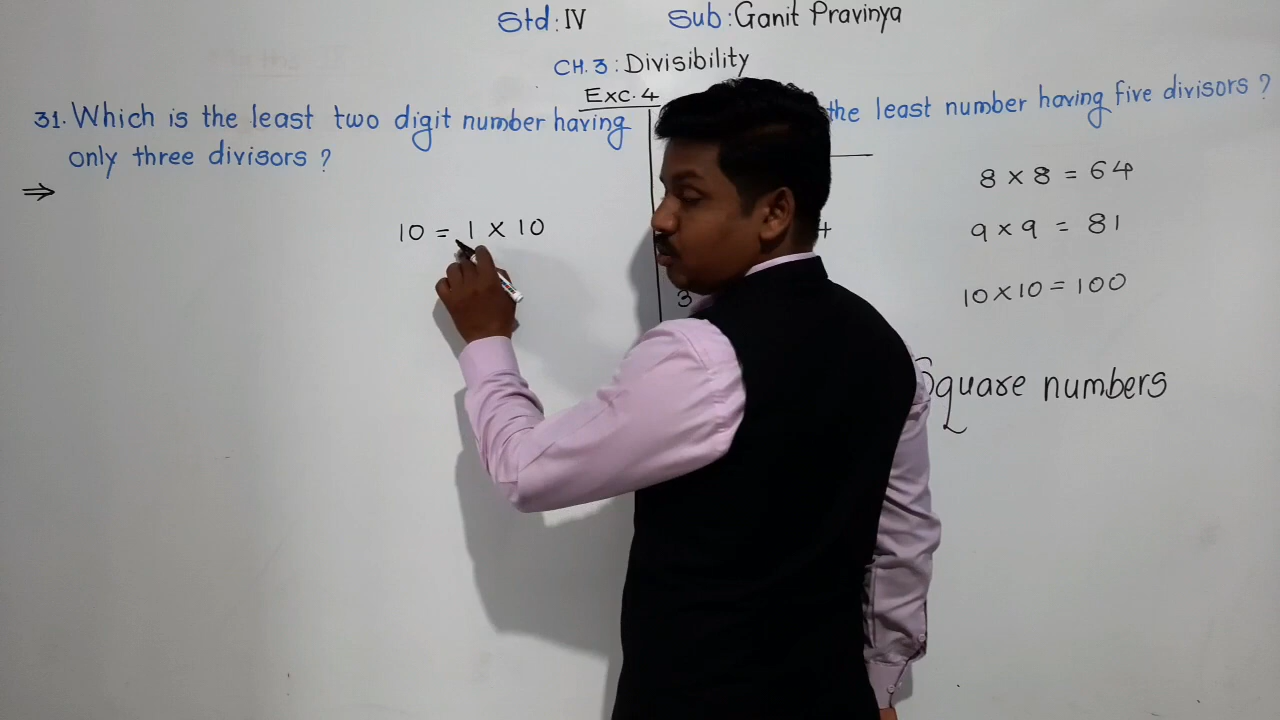 Std: IV Sub: Ganit Pravinya
CH. 3 : Divisibility
Exc. 4
31. Which is the least two digit number having
only three divisors ?
⇒
10 = 1 × 10
the least number having five divisors ?
8 × 8 = 64
9 × 9 = 81
10 × 10 = 100
4
3
Square numbers